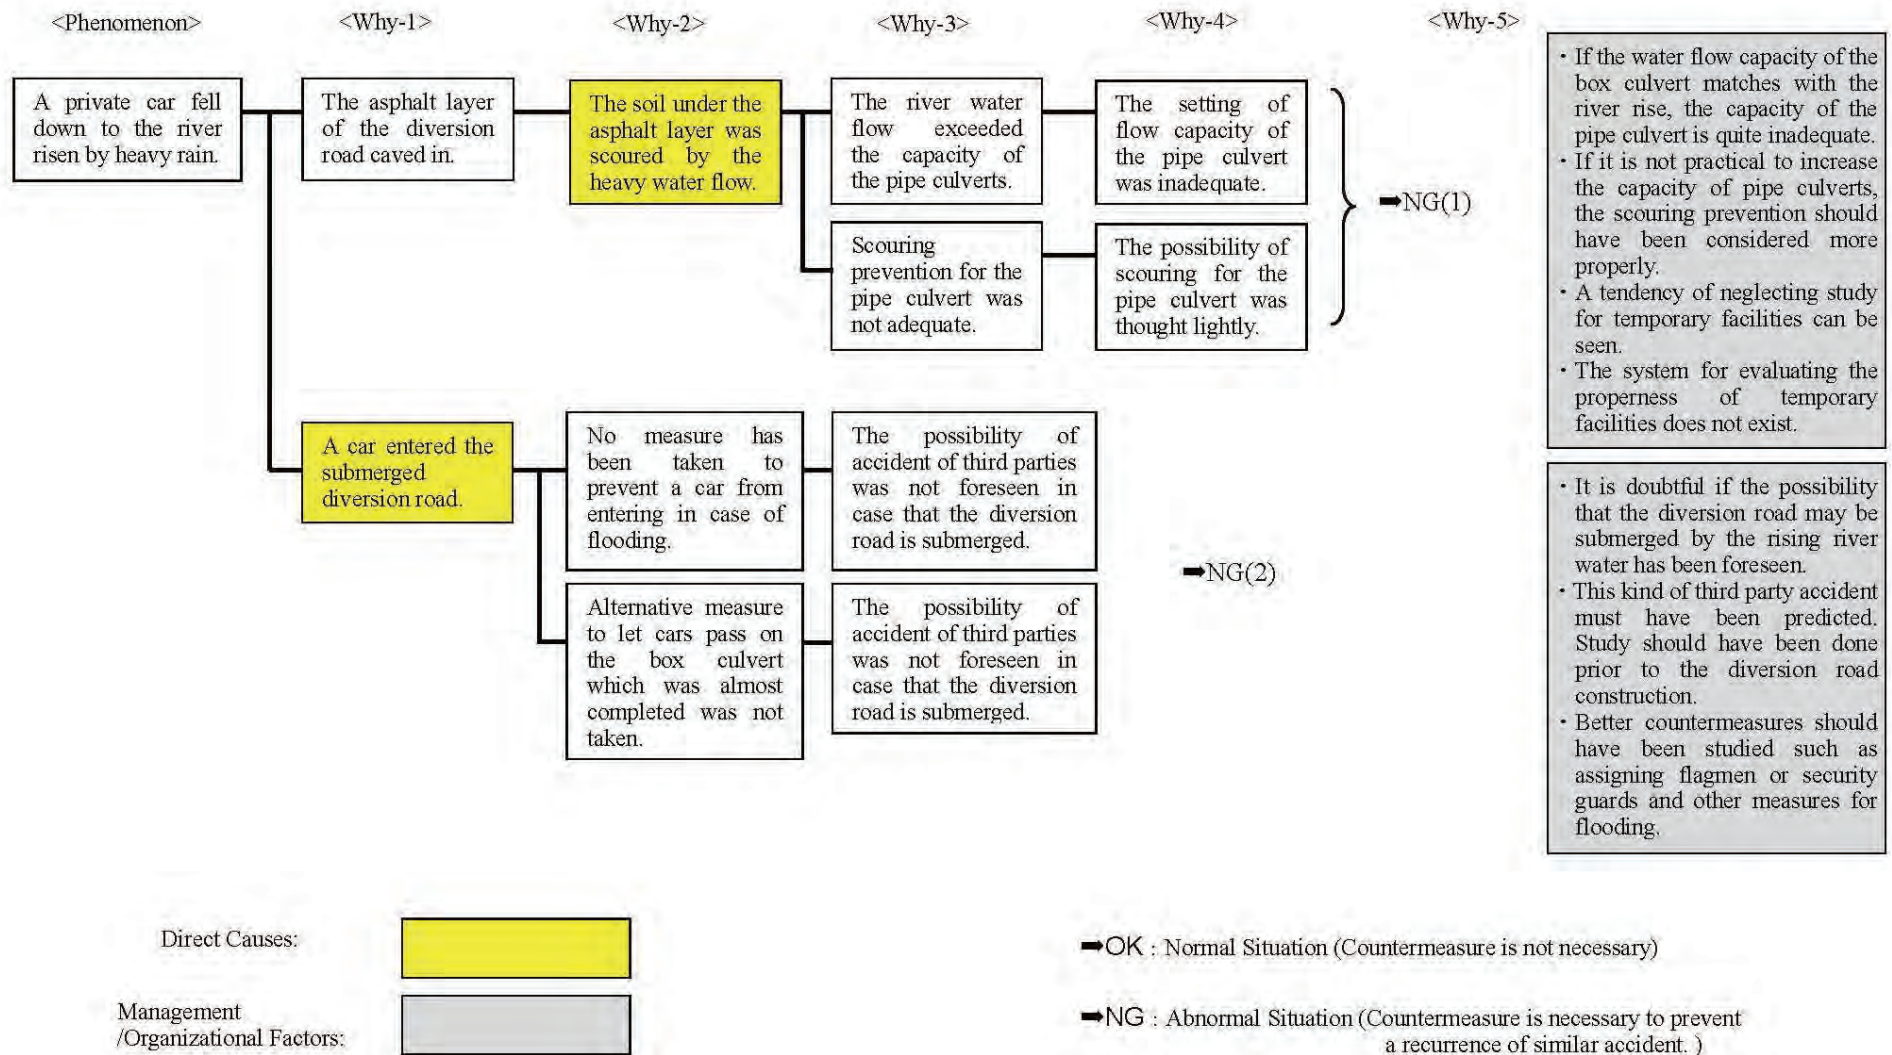 <Phenomenon>
<Why-1>
<Why-2>
<Why-3>
<Why-4>
<Why-5>
A private car fell
down to the river
risen by heavy rain.
The asphalt layer
of the diversion
road caved in.
The soil under the
asphalt layer was
scoured by the
heavy water flow.
The river water
flow exceeded
the capacity of
the pipe culverts.
The setting of
flow capacity of
the pipe culvert
was inadequate.
Scouring
prevention for the
pipe culvert was
not adequate.
The possibility of
scouring for the
pipe culvert was
thought lightly.
➡NG(1)
・If the water flow capacity of the
box culvert matches with the
river rise, the capacity of the
pipe culvert is quite inadequate.
・If it is not practical to increase
the capacity of pipe culverts,
the scouring prevention should
have been considered more
properly.
・A tendency of neglecting study
for temporary facilities can be
seen.
・The system for evaluating the
properness of temporary
facilities does not exist.
A car entered the
submerged
diversion road.
No measure has
been taken to
prevent a car from
entering in case of
flooding.
The possibility of
accident of third parties
was not foreseen in
case that the diversion
road is submerged.
Alternative measure
to let cars pass on
the box culvert
which was almost
completed was not
taken.
The possibility of
accident of third parties
was not foreseen in
case that the diversion
road is submerged.
➡NG(2)
・It is doubtful if the possibility
that the diversion road may be
submerged by the rising river
water has been foreseen.
・This kind of third party accident
must have been predicted.
Study should have been done
prior to the diversion road
construction.
・Better countermeasures should
have been studied such as
assigning flagmen or security
guards and other measures for
flooding.
Direct Causes:
Management
/Organizational Factors:
➡OK : Normal Situation (Countermeasure is not necessary)
➡NG : Abnormal Situation (Countermeasure is necessary to prevent
a recurrence of similar accident. )